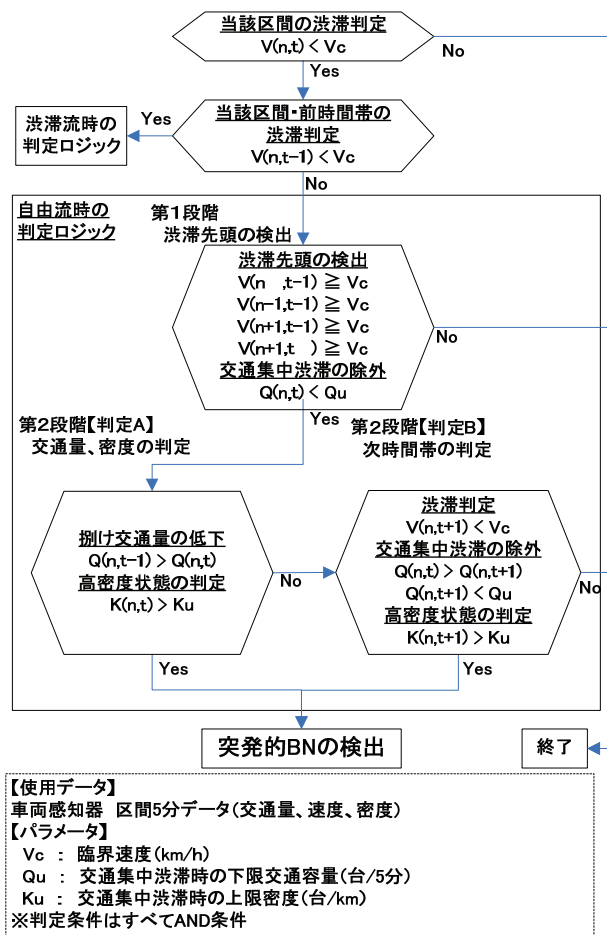 当該区間の渋滞判定
V(n,t) < Vc
No
Yes
当該区間・前時間帯の
渋滞判定
V(n,t-1) < Vc
Yes
渋滞流時の
判定ロジック
No
自由流時の
判定ロジック
第1段階
渋滞先頭の検出
渋滞先頭の検出
V(n ,t-1) ≧ Vc
V(n-1,t-1) ≧ Vc
V(n+1,t-1) ≧ Vc
V(n+1,t ) ≧ Vc
交通集中渋滞の除外
Q(n,t) < Qu
No
Yes
第2段階【判定A】
交通量、密度の判定
第2段階【判定B】
次時間帯の判定
捌け交通量の低下
Q(n,t-1) > Q(n,t)
高密度状態の判定
K(n,t) > Ku
No
渋滞判定
V(n,t+1) < Vc
交通集中渋滞の除外
Q(n,t) > Q(n,t+1)
Q(n,t+1) < Qu
高密度状態の判定
K(n,t+1) > Ku
No
Yes
Yes
突発的BNの検出
終了
【使用データ】
車両感知器 区間5分データ(交通量、速度、密度)
【パラメータ】
Vc : 臨界速度(km/h)
Qu : 交通集中渋滞時の下限交通容量(台/5分)
Ku : 交通集中渋滞時の上限密度(台/km)
※判定条件はすべてAND条件